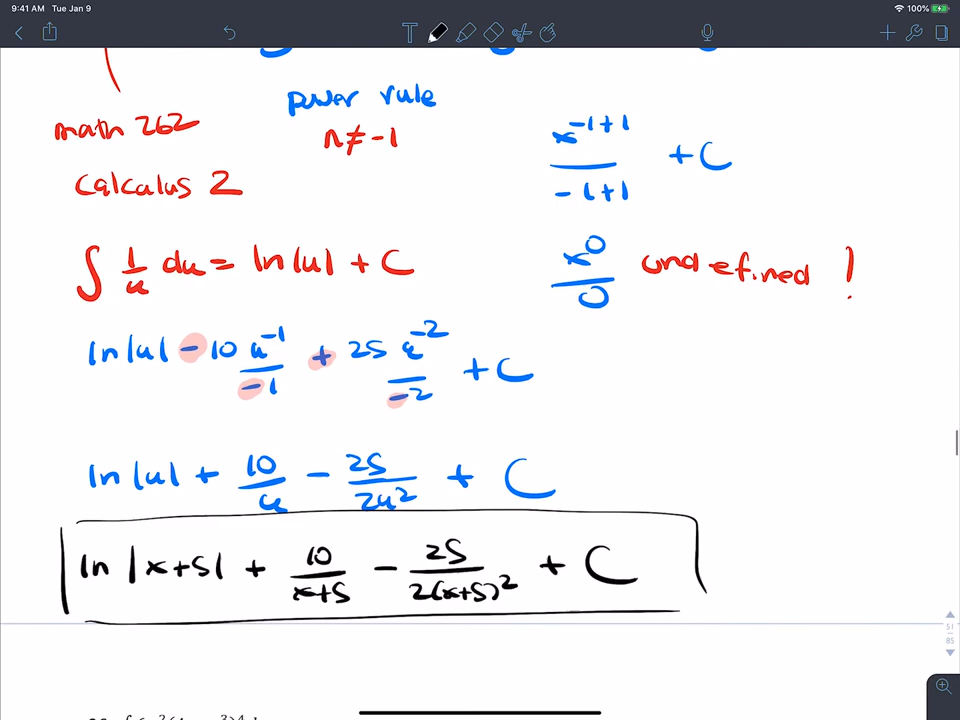 9:41 AM Tue Jan 9
100%
T
power rule
math 262
n ≠ -1
x^(-1+1) / (-1+1) + C
calculus 2
∫ 1/u du = ln|u| + C
x^0 / 0 undefined !
ln|u| - 10 u^(-1) / (-1) + 25 u^(-2) / (-2) + C
ln|u| + 10/u - 25/(2u^2) + C
ln|x+5| + 10/(x+5) - 25/(2(x+5)^2) + C
51
85